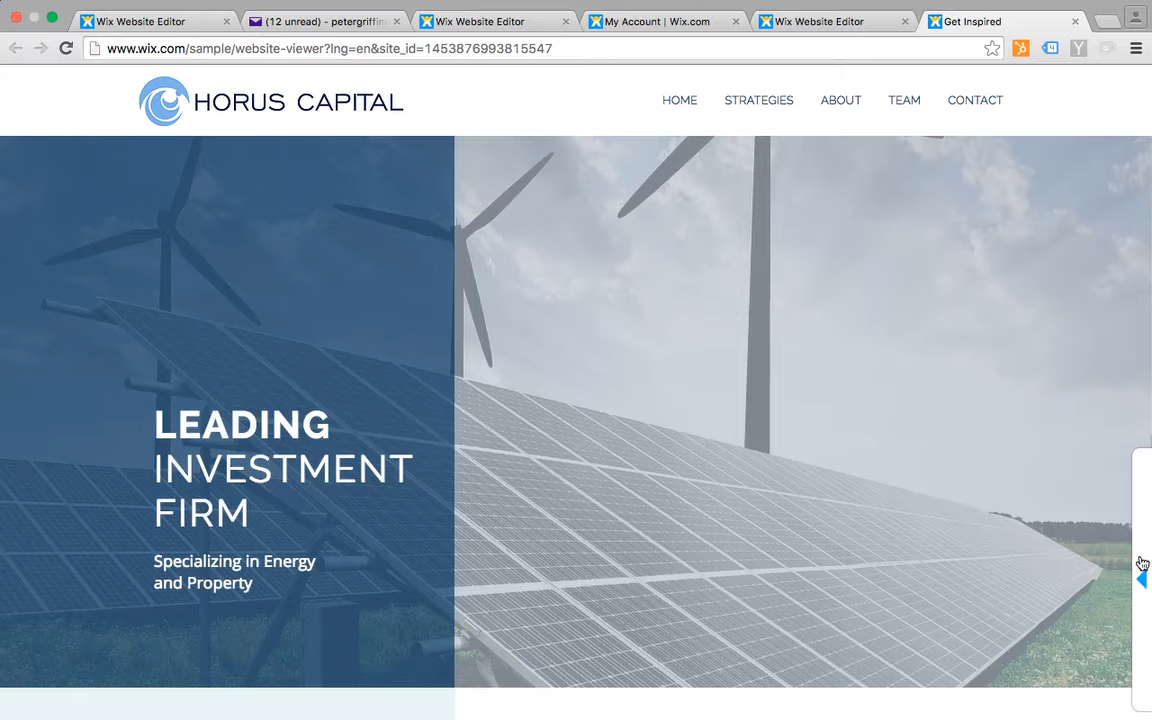 Wix Website Editor
(12 unread) - petergriffin
Wix Website Editor
My Account | Wix.com
Wix Website Editor
Get Inspired
www.wix.com/sample/website-viewer?lng=en&site_id=1453876993815547
HORUS CAPITAL
HOME
STRATEGIES
ABOUT
TEAM
CONTACT
LEADING
INVESTMENT
FIRM
Specializing in Energy
and Property